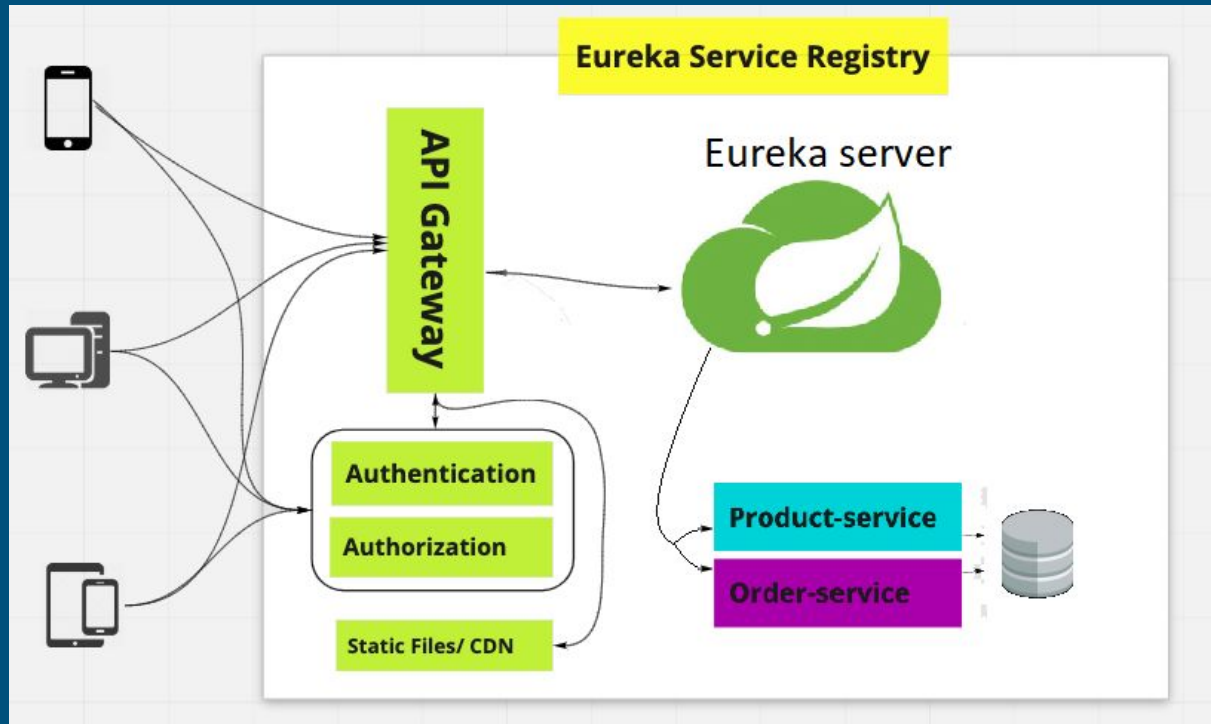 Eureka Service Registry
Eureka server
API Gateway
Authentication
Authorization
Static Files/ CDN
Product-service
Order-service